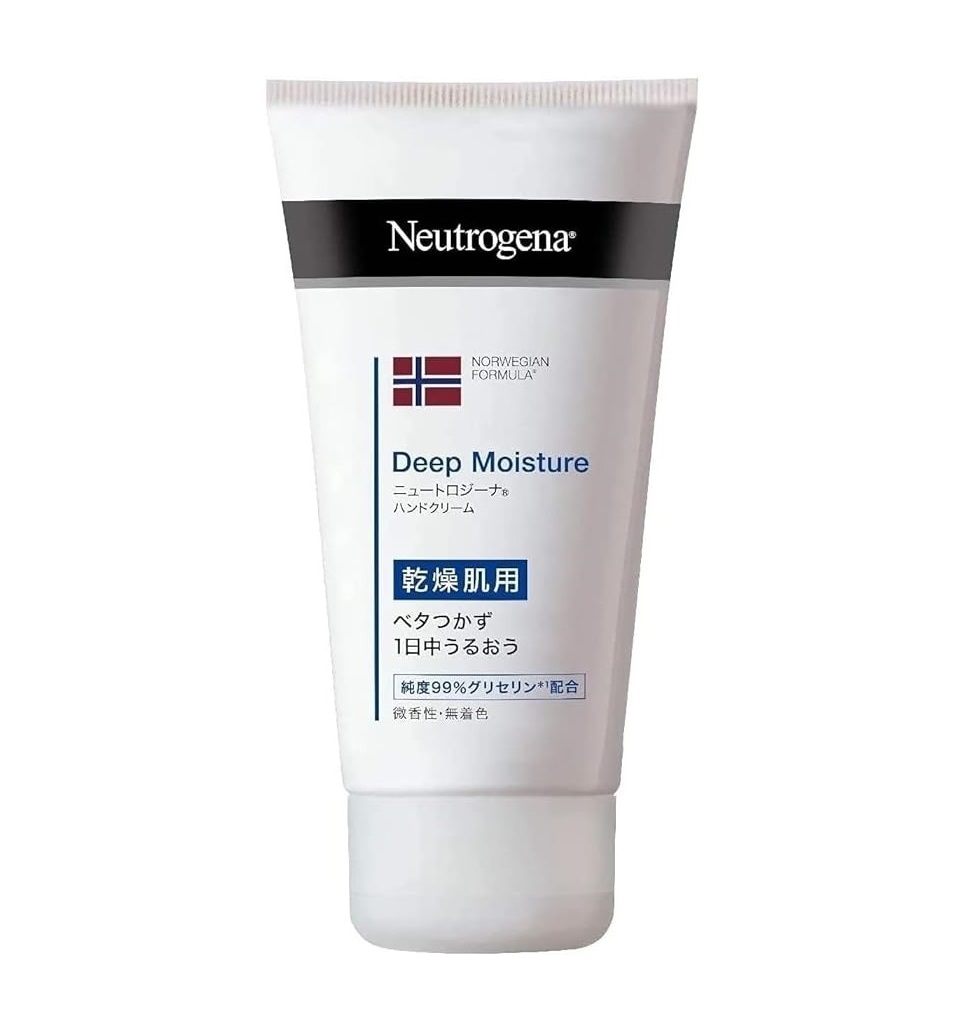 Neutrogena®
NORWEGIAN
FORMULA®
Deep Moisture
ニュートロジーナ®
ハンドクリーム
乾燥肌用
ベタつかず
1日中うるおう
純度99%グリセリン*¹配合
微香性・無着色